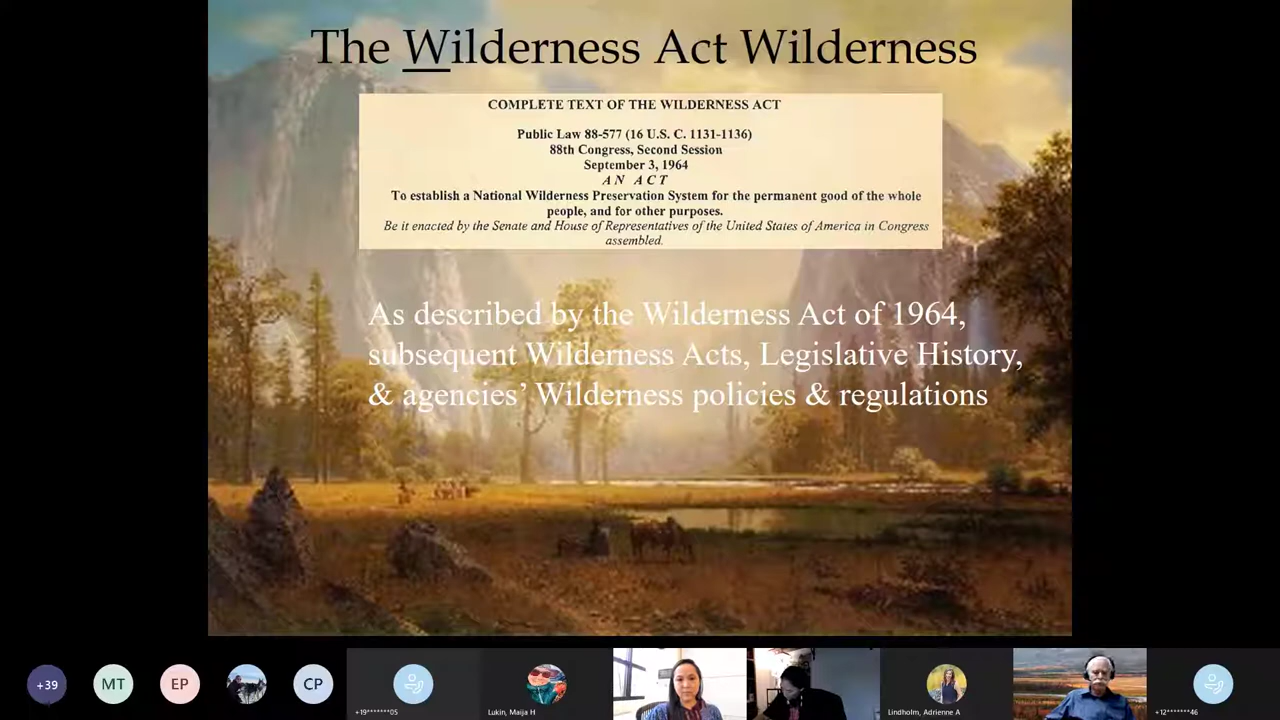 The Wilderness Act Wilderness
COMPLETE TEXT OF THE WILDERNESS ACT
Public Law 88-577 (16 U.S. C. 1131-1136)
88th Congress, Second Session
September 3, 1964
AN ACT
To establish a National Wilderness Preservation System for the permanent good of the whole
people, and for other purposes.
Be it enacted by the Senate and House of Representatives of the United States of America in Congress
assembled.
As described by the Wilderness Act of 1964,
subsequent Wilderness Acts, Legislative History,
& agencies’ Wilderness policies & regulations
+39
MT
EP
CP
+19*******05
Lukin, Maija H
Lindholm, Adrienne A
+12*******46